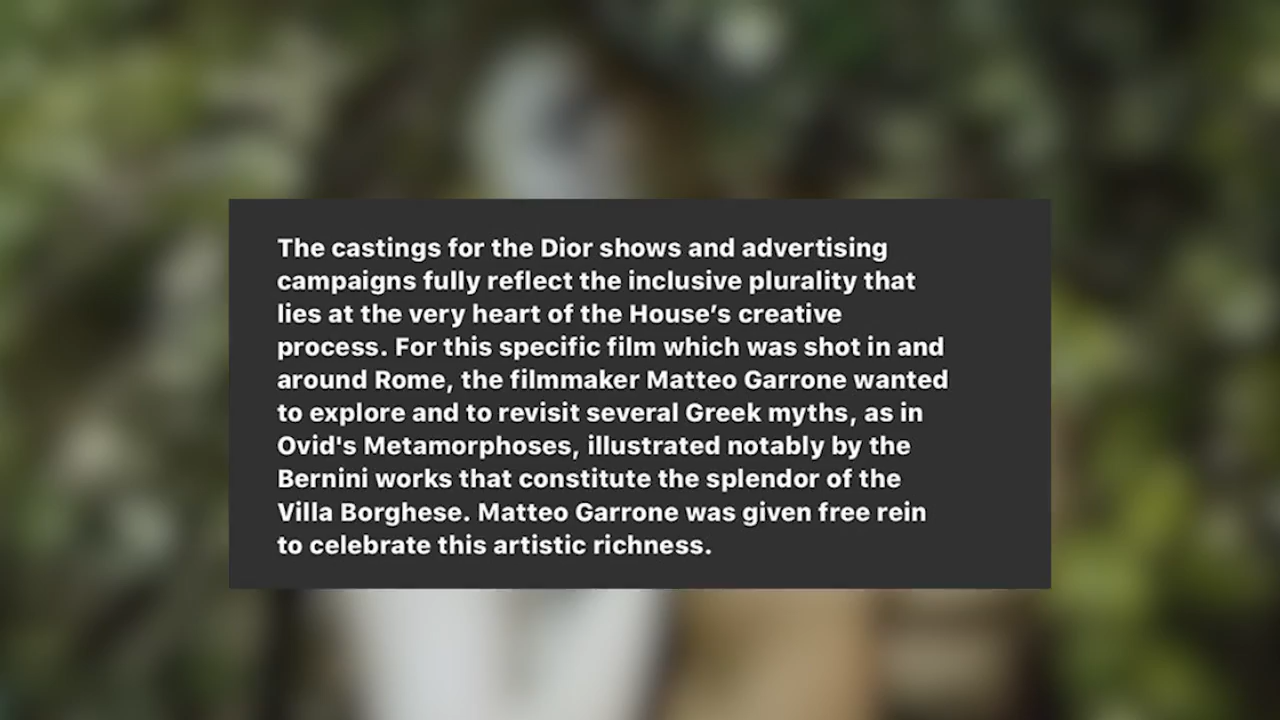 The castings for the Dior shows and advertising
campaigns fully reflect the inclusive plurality that
lies at the very heart of the House’s creative
process. For this specific film which was shot in and
around Rome, the filmmaker Matteo Garrone wanted
to explore and to revisit several Greek myths, as in
Ovid's Metamorphoses, illustrated notably by the
Bernini works that constitute the splendor of the
Villa Borghese. Matteo Garrone was given free rein
to celebrate this artistic richness.